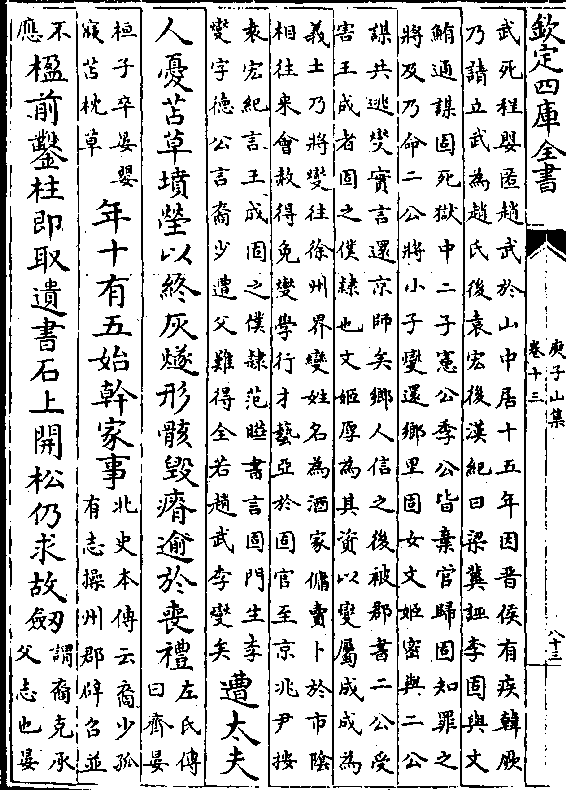 欽定四庫全書
庾子山集
卷十三
八十三
武死程嬰匿趙武於山中居十五年因晋侯有疾韓厥
乃請立武為趙氏後袁宏後漢紀曰梁冀誣李固與文
鮪通謀固死獄中二子憲公季公皆棄官歸固知罪之
將及乃命二公將小子燮還鄉里固女文姬密與二公
謀共逃燮實言還京師矣鄉人信之後被郡書二公受
害王成者固之僕隸也文姬厚為其資以燮屬成成為
義士乃將燮往徐州界變姓名為酒家傭賣卜於市陰
相往来會赦得免燮學行才藝亞於固官至京兆尹按
袁宏紀言王成固之僕隸范曄書言固門生李
燮字德公言裔少遭父難得全若趙武李燮矣
遭太夫
人憂苫草墳塋以終灰燧形骸毁瘠逾於喪禮
左氏傳
曰齊晏
桓子卒晏嬰
寢苫枕草
年十有五始幹家事
北史本傳云裔少孤
有志操州郡辟召並
不
應
楹前鑿柱即取遺書石上開松仍求故劔
謂裔克承
父志也晏